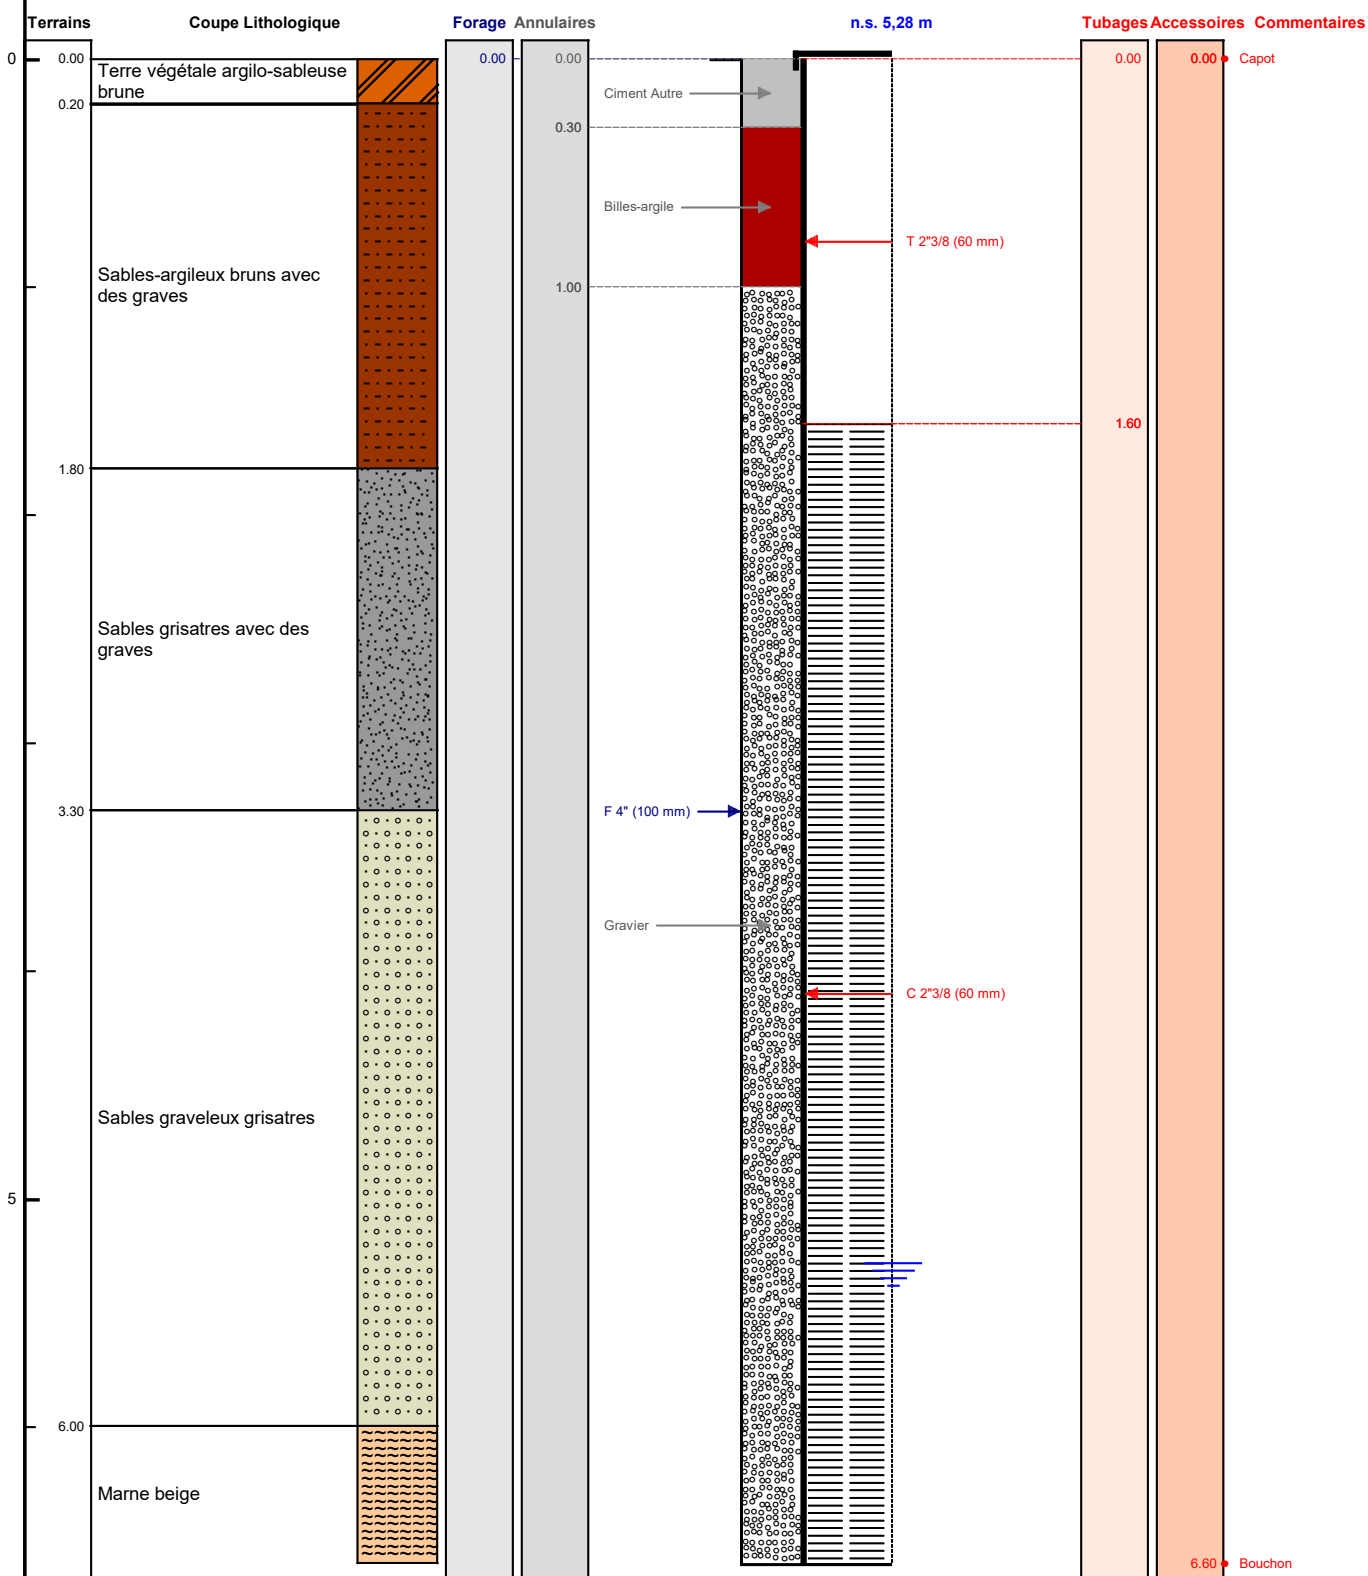 Terrains Coupe Lithologique Forage Annulaires n.s. 5,28 m Tubages Accessoires Commentaires
0 0.00 0.00 0.00 0.00 0.00 Capot
Terre végétale argilo-sableuse
brune
Ciment Autre
0.20
0.30
Billes-argile
T 2"3/8 (60 mm)
Sables-argileux bruns avec
des graves
1.00
1.60
1.80
Sables grisatres avec des
graves
3.30
F 4" (100 mm)
Gravier
C 2"3/8 (60 mm)
Sables graveleux grisatres
5
6.00
Marne beige
6.60 Bouchon